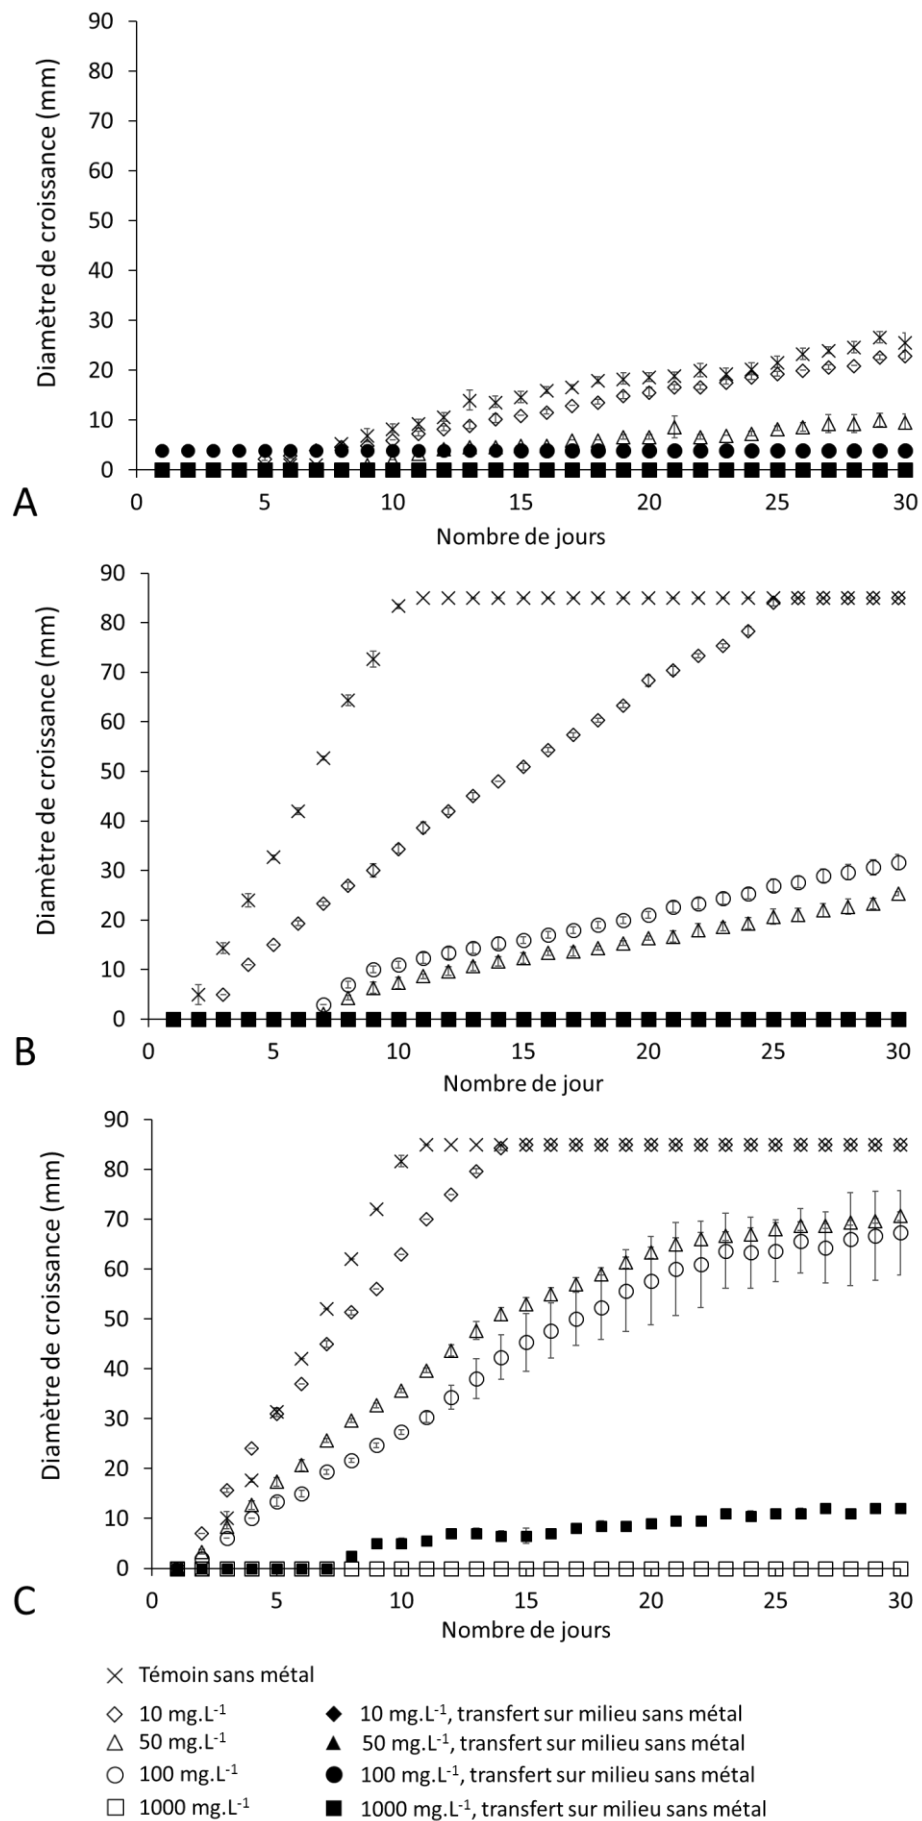 90
80
70
60
50
40
30
20
10
0
Diamètre de croissance (mm)
0 5 10 15 20 25 30
A
Nombre de jours
90
80
70
60
50
40
30
20
10
0
Diamètre de croissance (mm)
0 5 10 15 20 25 30
B
Nombre de jour
90
80
70
60
50
40
30
20
10
0
Diamètre de croissance (mm)
0 5 10 15 20 25 30
C
Nombre de jours
Témoin sans métal
10 mg.L⁻¹ 10 mg.L⁻¹, transfert sur milieu sans métal
50 mg.L⁻¹ 50 mg.L⁻¹, transfert sur milieu sans métal
100 mg.L⁻¹ 100 mg.L⁻¹, transfert sur milieu sans métal
1000 mg.L⁻¹ 1000 mg.L⁻¹, transfert sur milieu sans métal